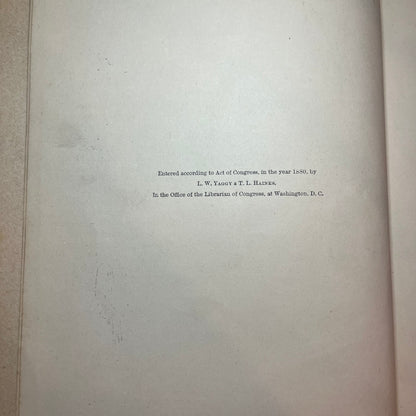 Entered according to Act of Congress, in the year 1880, by
L. W. YAGGY & T. L. HAINES,
In the Office of the Librarian of Congress, at Washington, D. C.